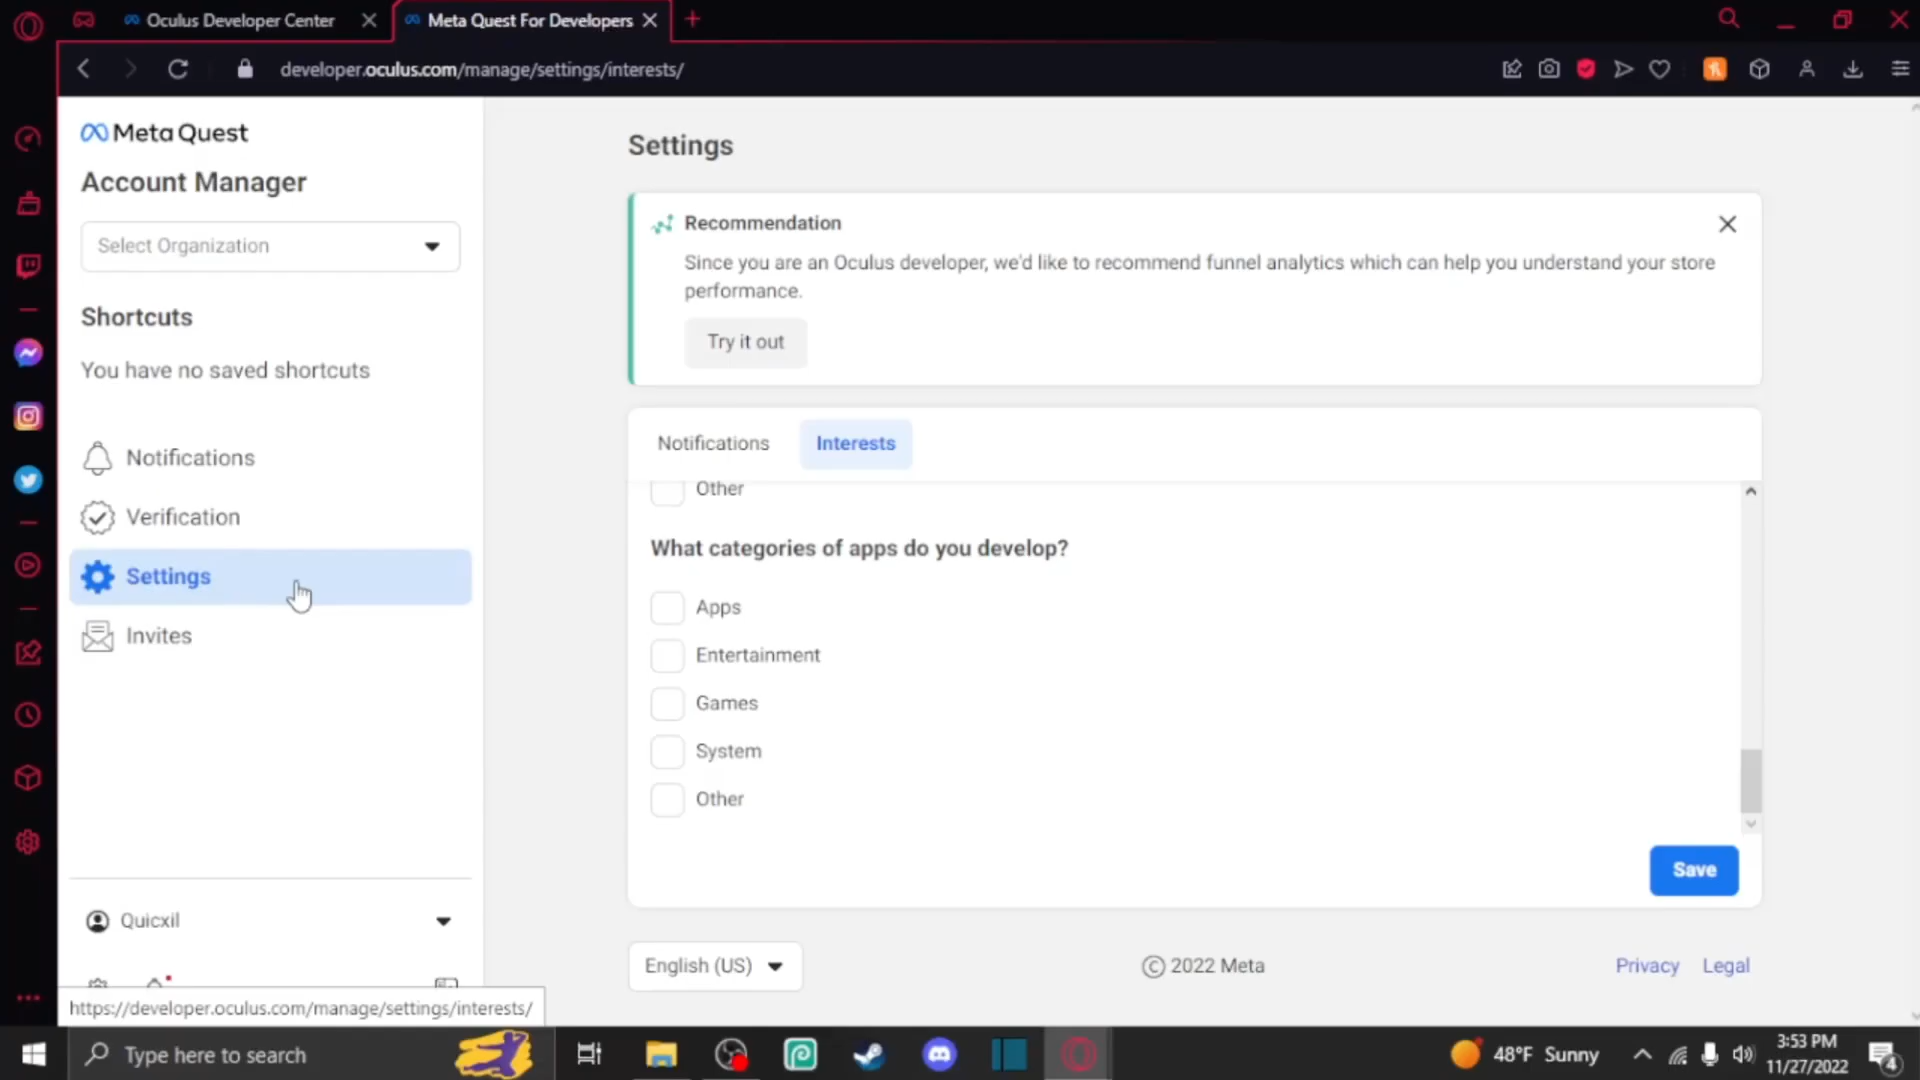 Oculus Developer Center
Meta Quest For Developers
developer.oculus.com/manage/settings/interests/
Meta Quest
Account Manager
Select Organization
Shortcuts
You have no saved shortcuts
Notifications
Verification
Settings
Invites
Quicxil
https://developer.oculus.com/manage/settings/interests/
Settings
Recommendation
Since you are an Oculus developer, we'd like to recommend funnel analytics which can help you understand your store
performance.
Try it out
Notifications
Interests
Other
What categories of apps do you develop?
Apps
Entertainment
Games
System
Other
Save
English (US)
© 2022 Meta
Privacy
Legal
Type here to search
48°F Sunny
3:53 PM
11/27/2022
4